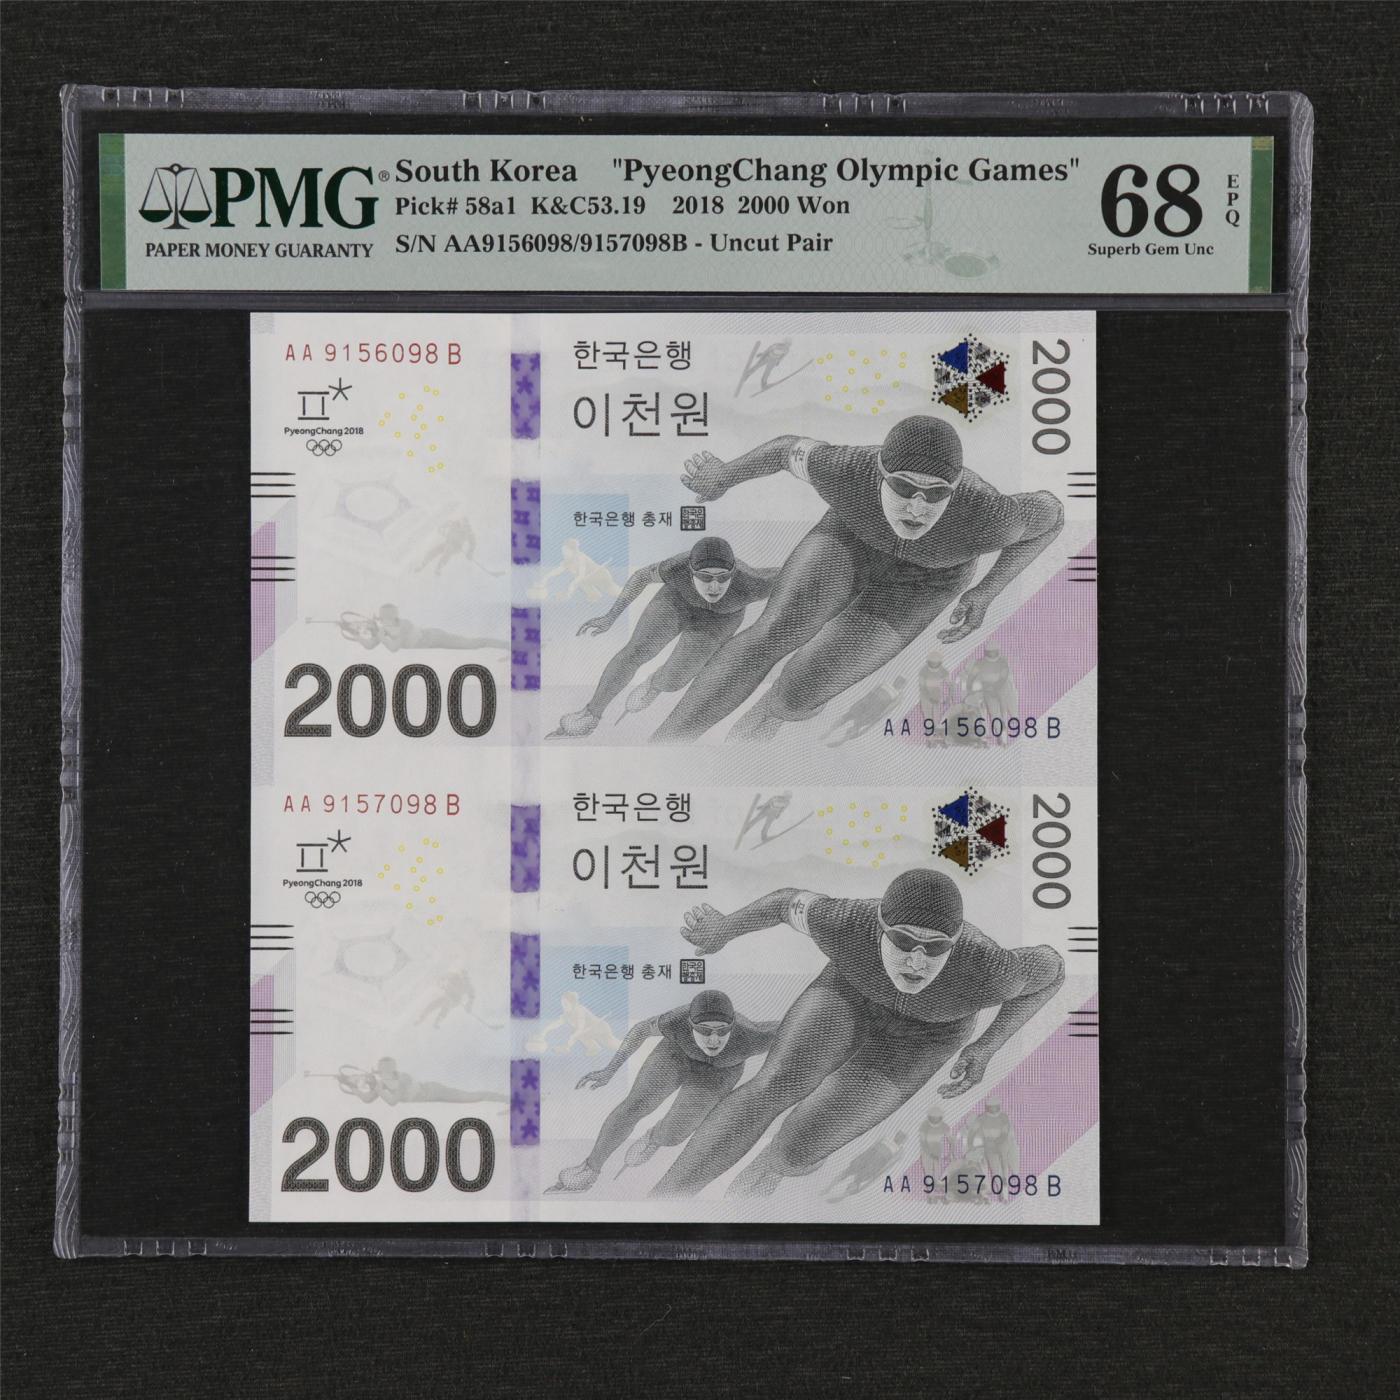 PMG®
PAPER MONEY GUARANTY
South Korea "PyeongChang Olympic Games"
Pick# 58a1 K&C53.19 2018 2000 Won
S/N AA9156098/9157098B - Uncut Pair
68
Superb Gem Unc
EPQ
AA 9156098 B
PyeongChang 2018
한국은행
이천원
한국은행 총재
2000
2000
AA 9156098 B
AA 9157098 B
PyeongChang 2018
한국은행
이천원
한국은행 총재
2000
2000
AA 9157098 B